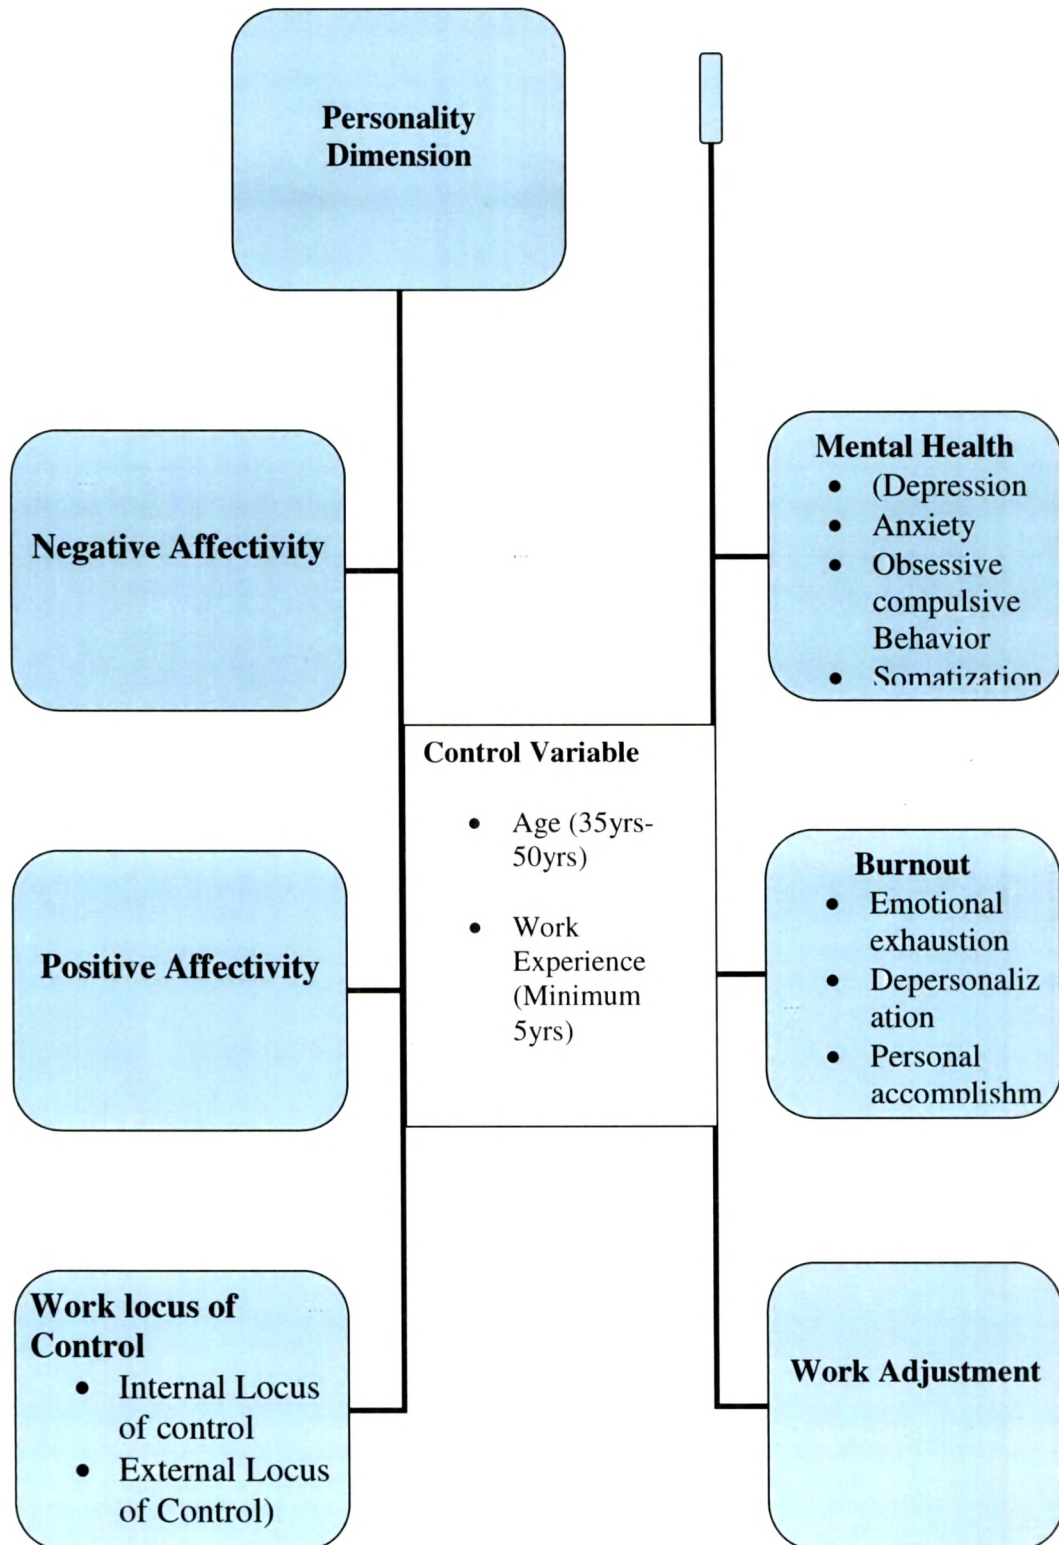 Personality
Dimension
Negative Affectivity
Positive Affectivity
Work locus of
Control
• Internal Locus
of control
• External Locus
of Control)
Control Variable
• Age (35yrs-
50yrs)
• Work
Experience
(Minimum
5yrs)
Mental Health
• (Depression
• Anxiety
• Obsessive
compulsive
Behavior
• Somatization
Burnout
• Emotional
exhaustion
• Depersonaliz
ation
• Personal
accomplishm
Work Adjustment